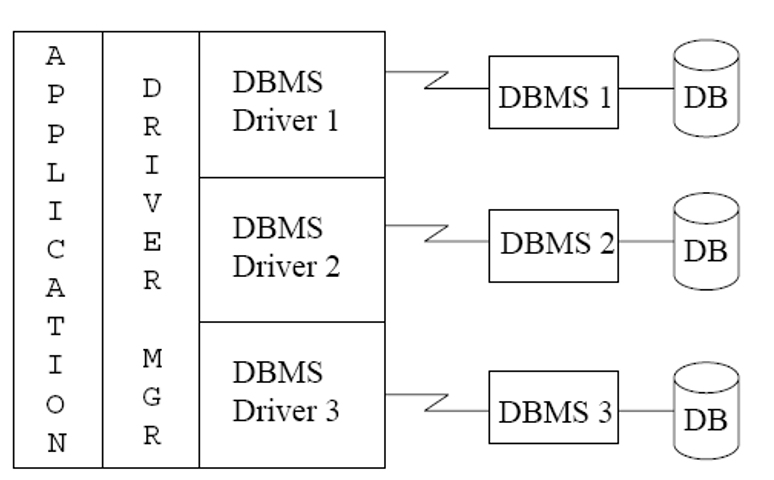 APPLICATION
DRIVER MGR
DBMS
Driver 1
DBMS 1
DB
DBMS
Driver 2
DBMS 2
DB
DBMS
Driver 3
DBMS 3
DB